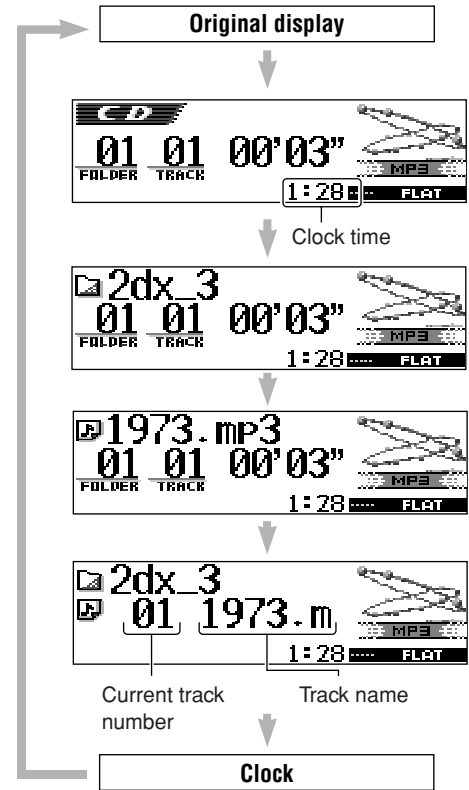 Original display
CD
01 01 00'03"
FOLDER TRACK
MP3
1:28 FLAT
Clock time
2dx_3
01 01 00'03"
FOLDER TRACK
MP3
1:28 FLAT
1973.mp3
01 01 00'03"
FOLDER TRACK
MP3
1:28 FLAT
2dx_3
01 1973.m
MP3
1:28 FLAT
Current track
number
Track name
Clock